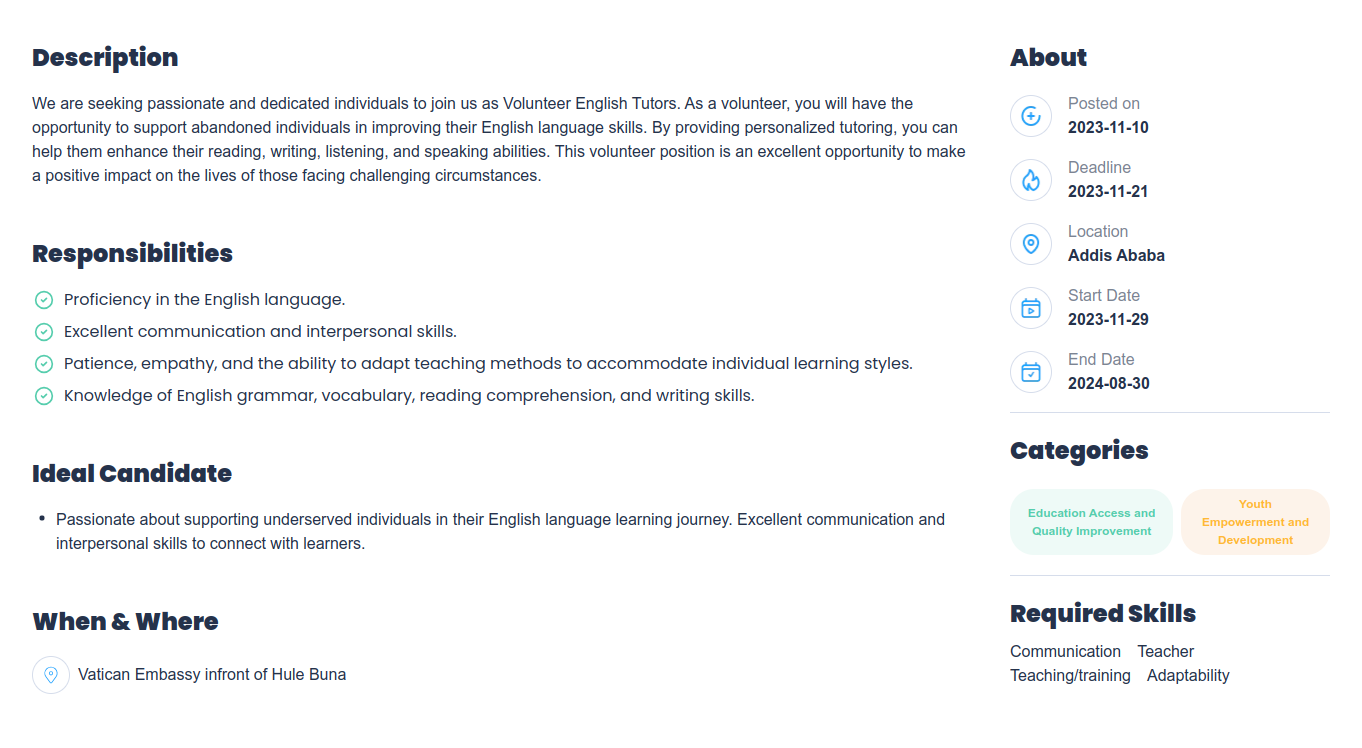 Description
We are seeking passionate and dedicated individuals to join us as Volunteer English Tutors. As a volunteer, you will have the
opportunity to support abandoned individuals in improving their English language skills. By providing personalized tutoring, you can
help them enhance their reading, writing, listening, and speaking abilities. This volunteer position is an excellent opportunity to make
a positive impact on the lives of those facing challenging circumstances.
Responsibilities
Proficiency in the English language.
Excellent communication and interpersonal skills.
Patience, empathy, and the ability to adapt teaching methods to accommodate individual learning styles.
Knowledge of English grammar, vocabulary, reading comprehension, and writing skills.
Ideal Candidate
• Passionate about supporting underserved individuals in their English language learning journey. Excellent communication and
interpersonal skills to connect with learners.
When & Where
Vatican Embassy infront of Hule Buna
About
Posted on
2023-11-10
Deadline
2023-11-21
Location
Addis Ababa
Start Date
2023-11-29
End Date
2024-08-30
Categories
Education Access and
Quality Improvement
Youth
Empowerment and
Development
Required Skills
Communication Teacher
Teaching/training Adaptability